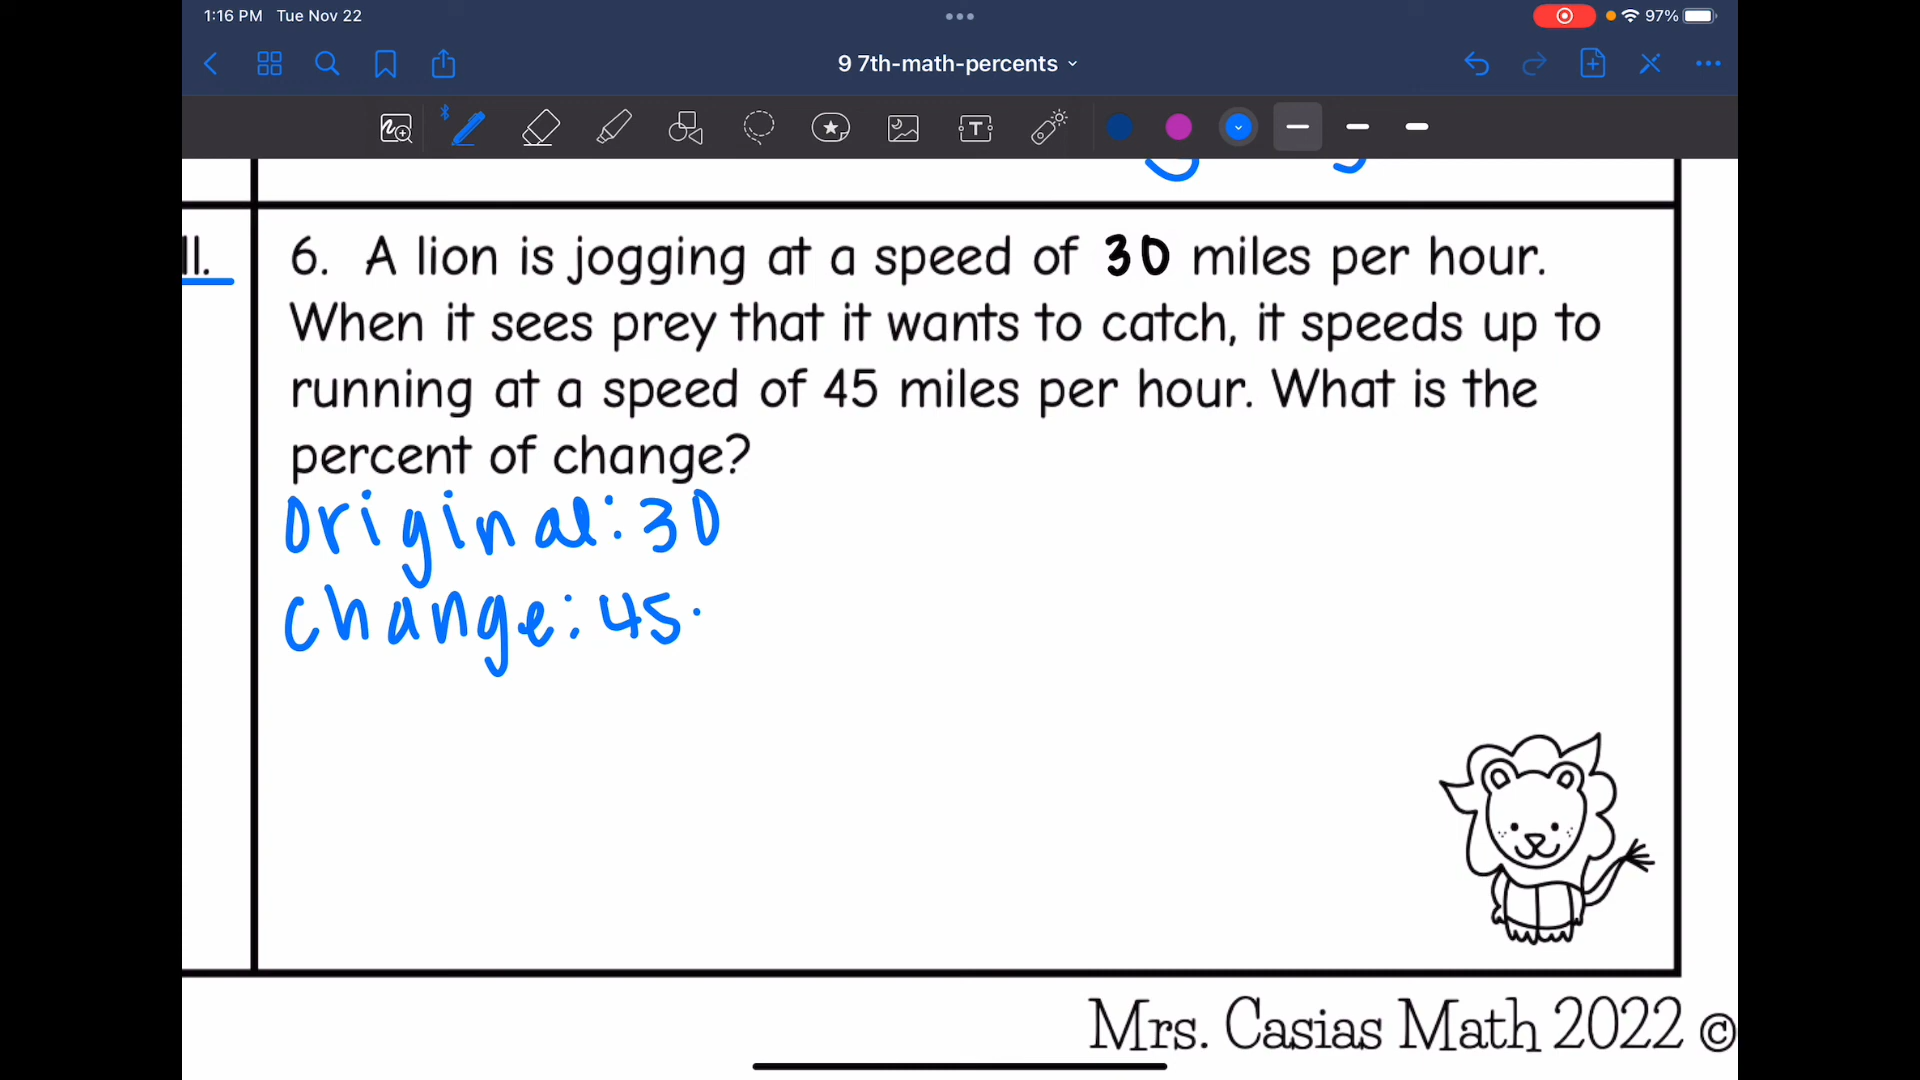 1:16 PM Tue Nov 22
97%
9 7th-math-percents
T
ll.
6. A lion is jogging at a speed of 30 miles per hour.
When it sees prey that it wants to catch, it speeds up to
running at a speed of 45 miles per hour. What is the
percent of change?
Original: 30
Change: 45
Mrs. Casias Math 2022 ©